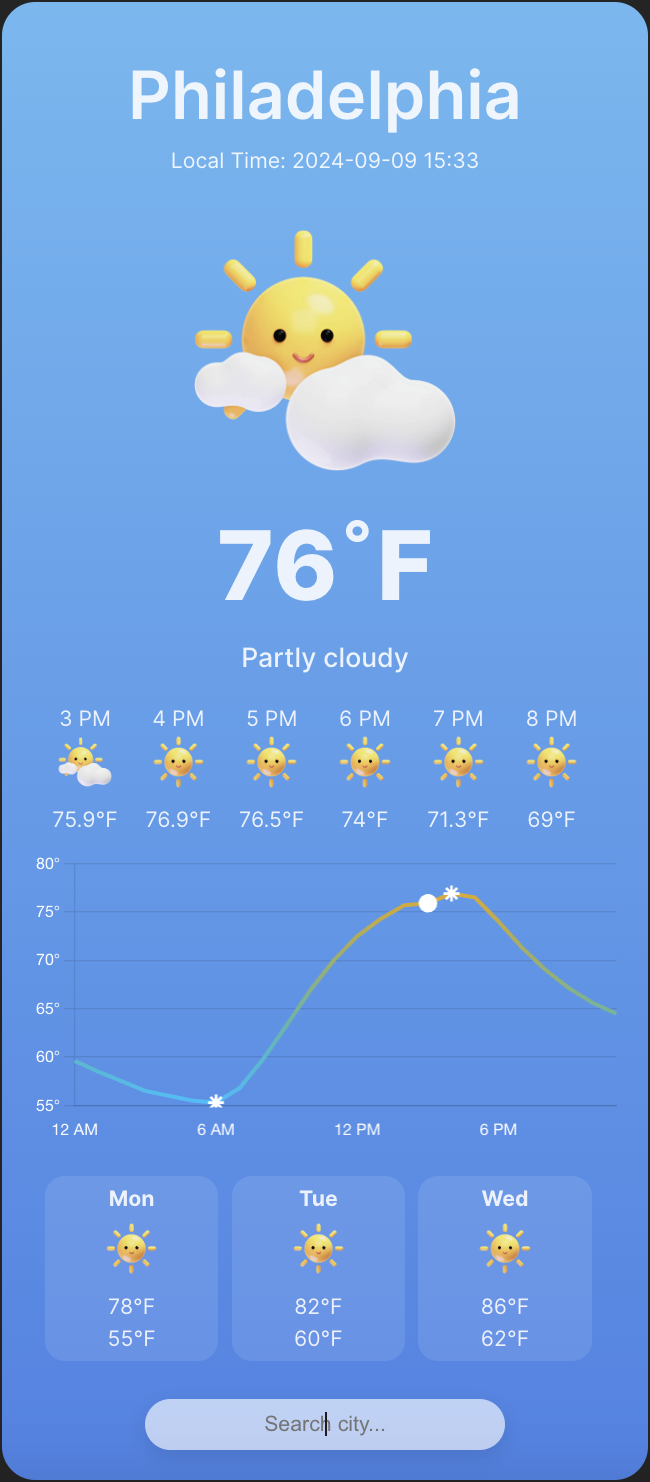 Philadelphia
Local Time: 2024-09-09 15:33
76°F
Partly cloudy
3 PM 4 PM 5 PM 6 PM 7 PM 8 PM
75.9°F 76.9°F 76.5°F 74°F 71.3°F 69°F
80°
75°
70°
65°
60°
55°
12 AM 6 AM 12 PM 6 PM
Mon Tue Wed
78°F 82°F 86°F
55°F 60°F 62°F
Search city...